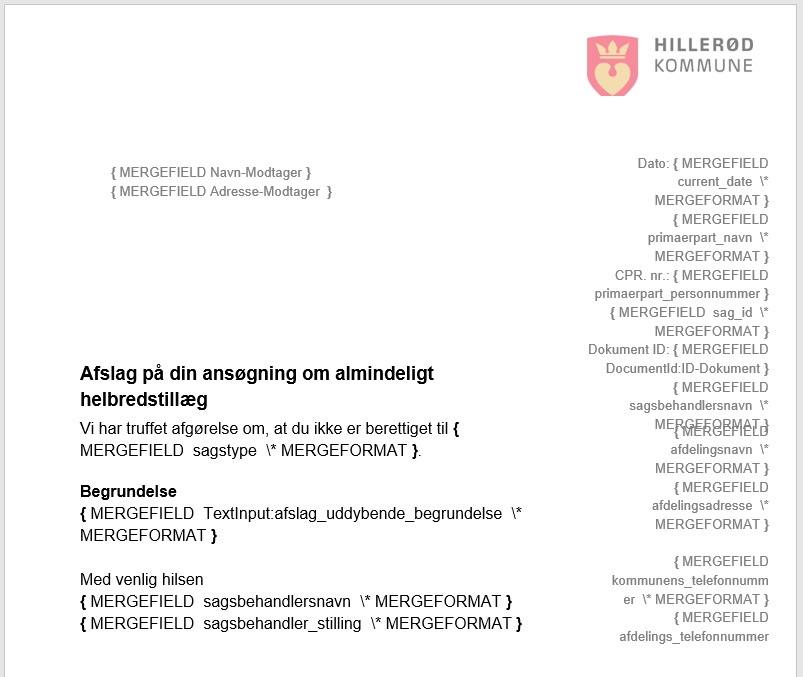 HILLERØD
KOMMUNE
{ MERGEFIELD Navn-Modtager }
{ MERGEFIELD Adresse-Modtager  }
Dato: { MERGEFIELD
current_date  \*
MERGEFORMAT }
{ MERGEFIELD
primaerpart_navn  \*
MERGEFORMAT }
CPR. nr.: { MERGEFIELD
primaerpart_personnummer }
{ MERGEFIELD  sag_id  \*
MERGEFORMAT }
Dokument ID: { MERGEFIELD
DocumentId:ID-Dokument }
{ MERGEFIELD
sagsbehandlersnavn  \*
MERGEFORMAT }
{ MERGEFIELD
afdelingsnavn  \*
MERGEFORMAT }
{ MERGEFIELD
afdelingsadresse  \*
MERGEFORMAT }
{ MERGEFIELD
kommunens_telefonnumm
er  \* MERGEFORMAT }
{ MERGEFIELD
afdelings_telefonnummer
Afslag på din ansøgning om almindeligt
helbredstillæg
Vi har truffet afgørelse om, at du ikke er berettiget til {
MERGEFIELD  sagstype  \* MERGEFORMAT }.
Begrundelse
{ MERGEFIELD  TextInput:afslag_uddybende_begrundelse  \*
MERGEFORMAT }
Med venlig hilsen
{ MERGEFIELD  sagsbehandlersnavn  \* MERGEFORMAT }
{ MERGEFIELD  sagsbehandler_stilling  \* MERGEFORMAT }